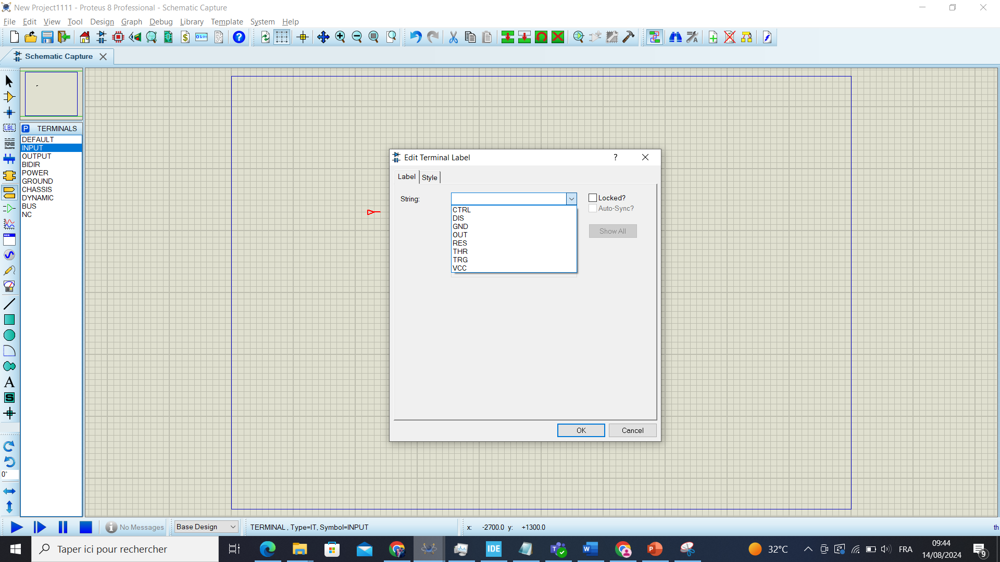 New Project1111 - Proteus 8 Professional - Schematic Capture
File Edit View Tool Design Graph Debug Library Template System Help
$ 0101 ?
Schematic Capture
LBL
P TERMINALS
DEFAULT
INPUT
OUTPUT
BIDIR
POWER
GROUND
CHASSIS
DYNAMIC
BUS
NC
A
S
0°
Edit Terminal Label ?
Label Style
String:
Locked?
Auto-Sync?
Show All
CTRL
DIS
GND
OUT
RES
THR
TRG
VCC
OK Cancel
No Messages Base Design TERMINAL, Type=IT, Symbol=INPUT x: -2700.0 y: +1300.0 th
Taper ici pour rechercher
IDE
T
W
P
32°C
FRA
09:44
14/08/2024
9